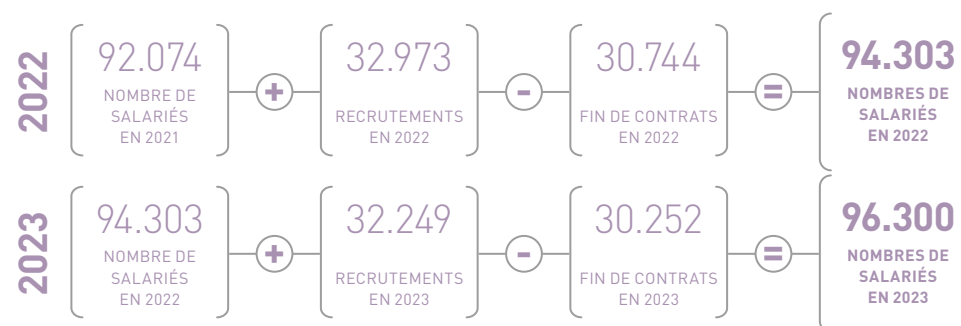 2022
92.074
NOMBRE DE
SALARIÉS
EN 2021
+
32.973
RECRUTEMENTS
EN 2022
-
30.744
FIN DE CONTRATS
EN 2022
=
94.303
NOMBRES DE
SALARIÉS
EN 2022
2023
94.303
NOMBRE DE
SALARIÉS
EN 2022
+
32.249
RECRUTEMENTS
EN 2023
-
30.252
FIN DE CONTRATS
EN 2023
=
96.300
NOMBRES DE
SALARIÉS
EN 2023